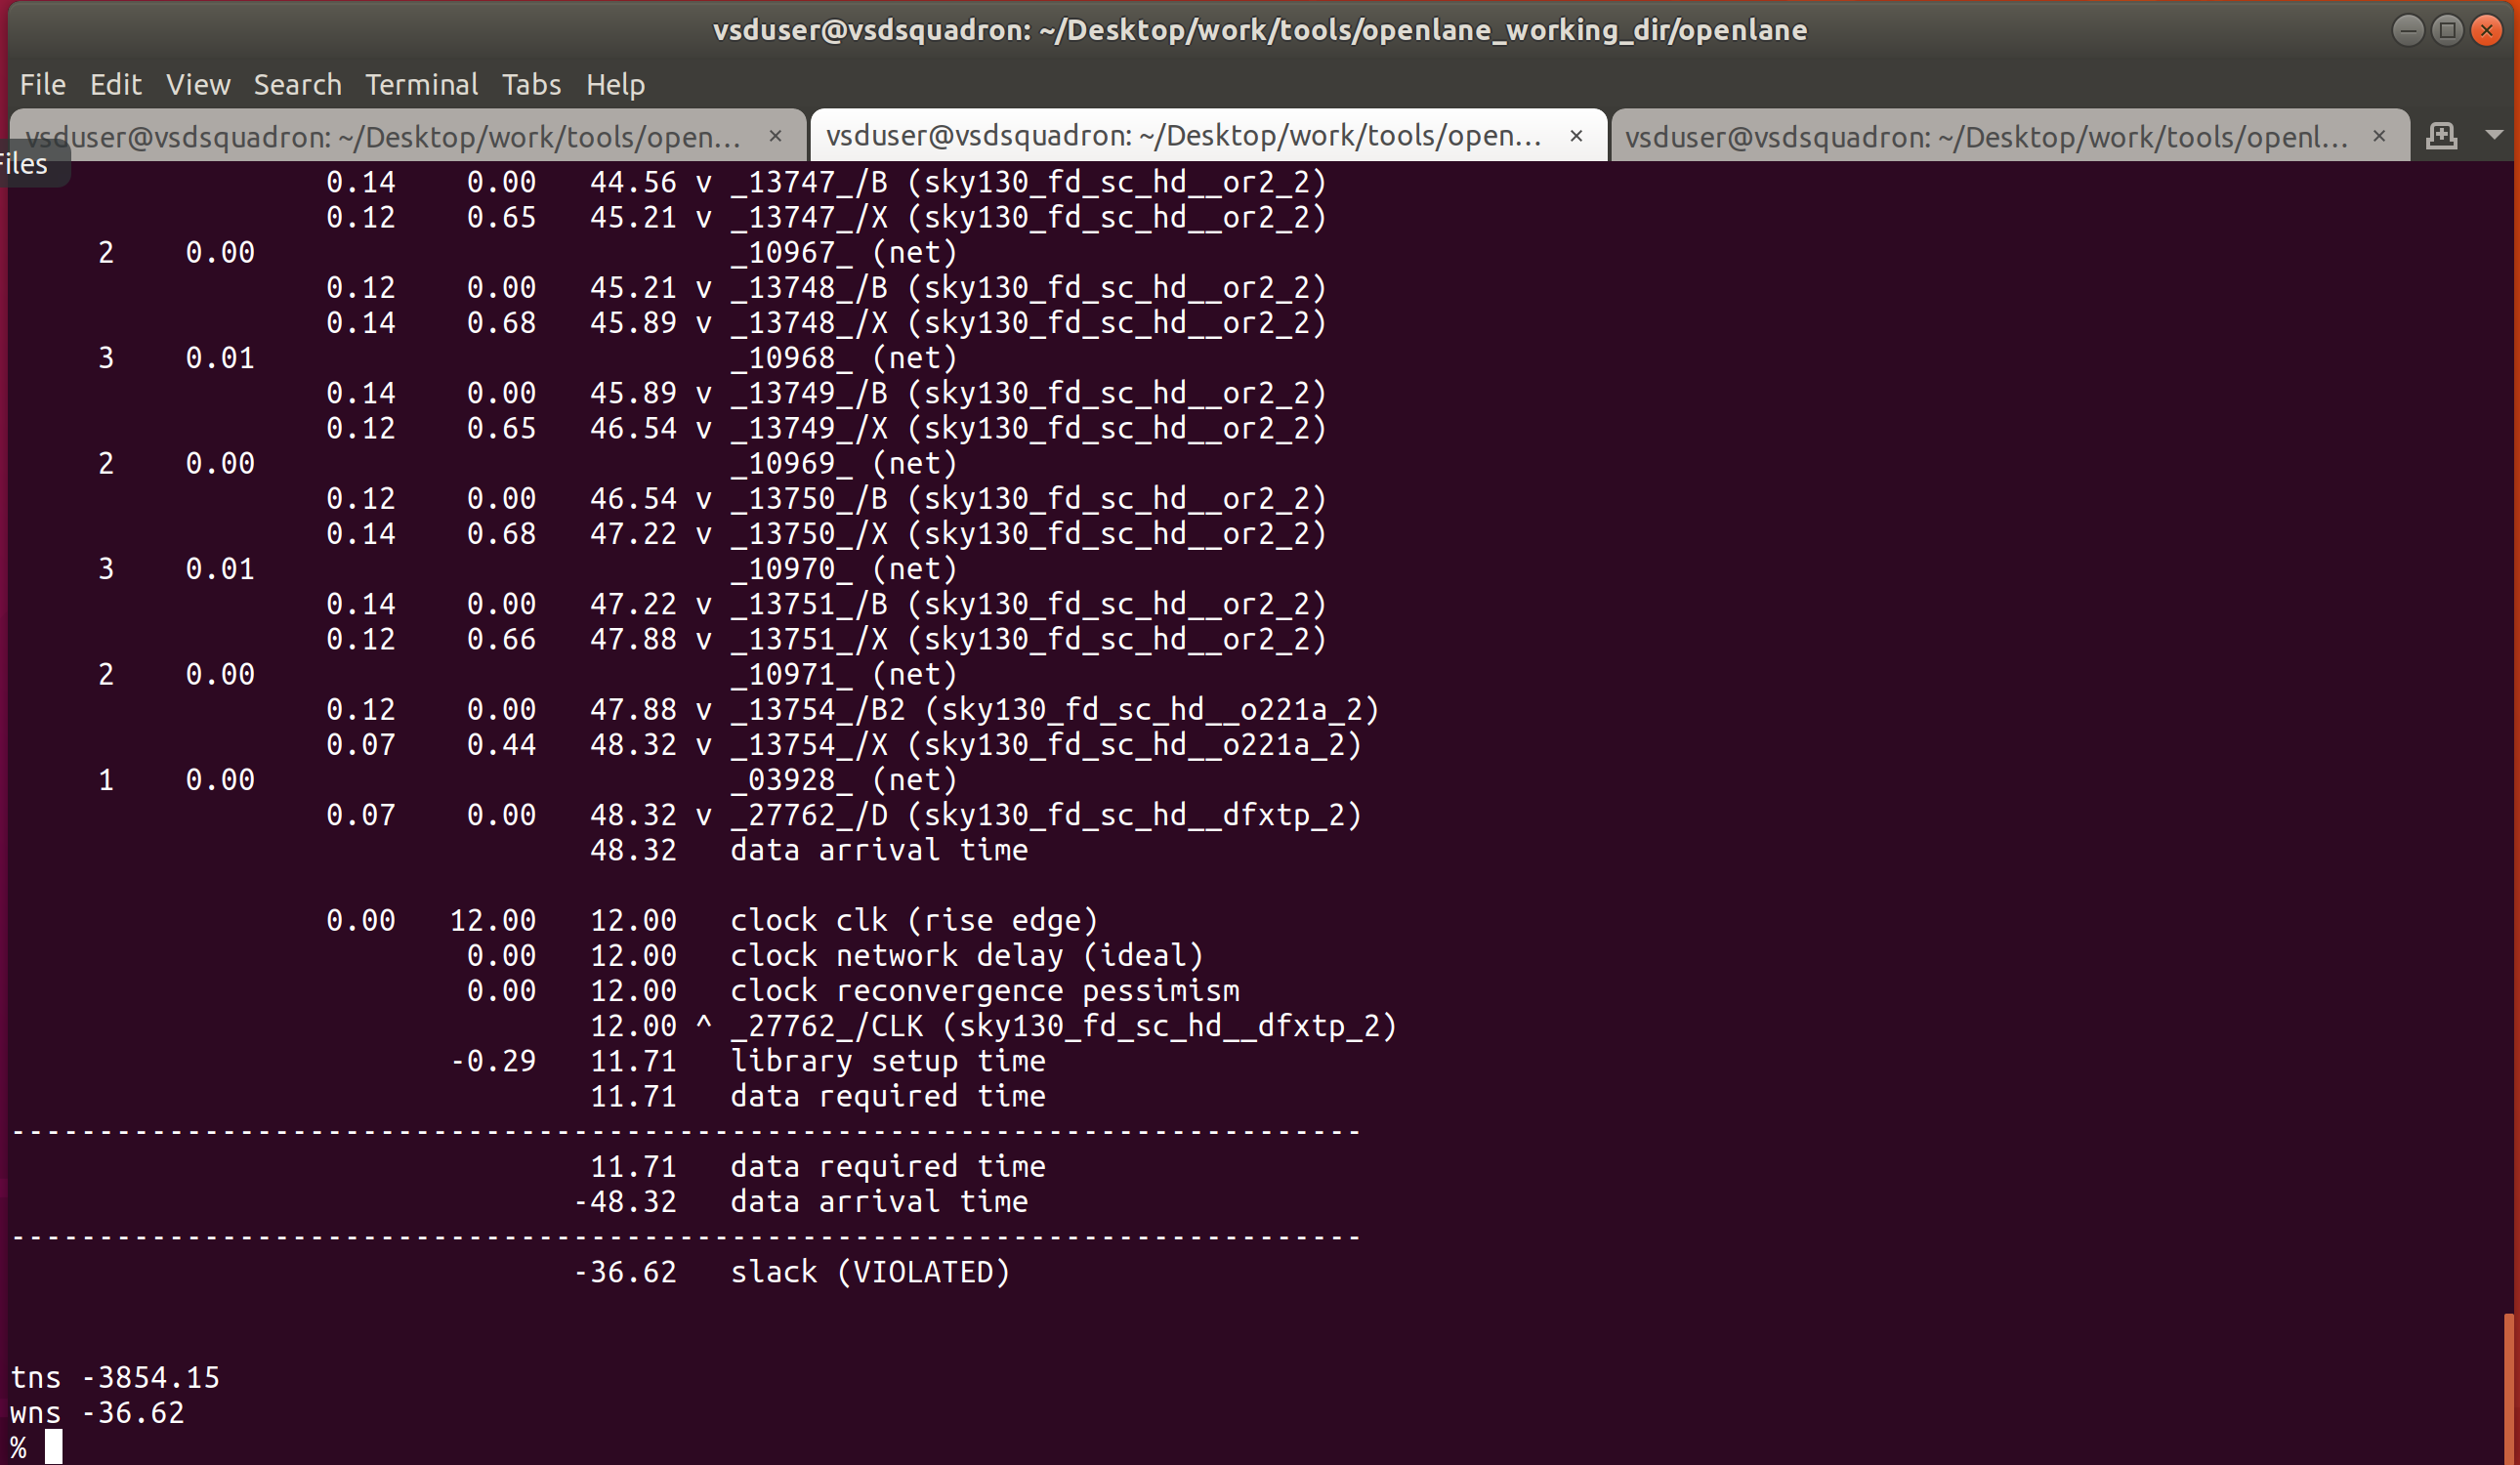 vsduser@vsdsquadron: ~/Desktop/work/tools/openlane_working_dir/openlane
File Edit View Search Terminal Tabs Help
vsduser@vsdsquadron: ~/Desktop/work/tools/open... × vsduser@vsdsquadron: ~/Desktop/work/tools/open... × vsduser@vsdsquadron: ~/Desktop/work/tools/openl... ×
Files
0.14 0.00 44.56 v _13747_/B (sky130_fd_sc_hd__or2_2)
0.12 0.65 45.21 v _13747_/X (sky130_fd_sc_hd__or2_2)
2 0.00 _10967_ (net)
0.12 0.00 45.21 v _13748_/B (sky130_fd_sc_hd__or2_2)
0.14 0.68 45.89 v _13748_/X (sky130_fd_sc_hd__or2_2)
3 0.01 _10968_ (net)
0.14 0.00 45.89 v _13749_/B (sky130_fd_sc_hd__or2_2)
0.12 0.65 46.54 v _13749_/X (sky130_fd_sc_hd__or2_2)
2 0.00 _10969_ (net)
0.12 0.00 46.54 v _13750_/B (sky130_fd_sc_hd__or2_2)
0.14 0.68 47.22 v _13750_/X (sky130_fd_sc_hd__or2_2)
3 0.01 _10970_ (net)
0.14 0.00 47.22 v _13751_/B (sky130_fd_sc_hd__or2_2)
0.12 0.66 47.88 v _13751_/X (sky130_fd_sc_hd__or2_2)
2 0.00 _10971_ (net)
0.12 0.00 47.88 v _13754_/B2 (sky130_fd_sc_hd__o221a_2)
0.07 0.44 48.32 v _13754_/X (sky130_fd_sc_hd__o221a_2)
1 0.00 _03928_ (net)
0.07 0.00 48.32 v _27762_/D (sky130_fd_sc_hd__dfxtp_2)
48.32 data arrival time
0.00 12.00 12.00 clock clk (rise edge)
0.00 12.00 clock network delay (ideal)
0.00 12.00 clock reconvergence pessimism
12.00 ^ _27762_/CLK (sky130_fd_sc_hd__dfxtp_2)
-0.29 11.71 library setup time
11.71 data required time
-----------------------------------------------------------------------------
11.71 data required time
-48.32 data arrival time
-----------------------------------------------------------------------------
-36.62 slack (VIOLATED)
tns -3854.15
wns -36.62
%